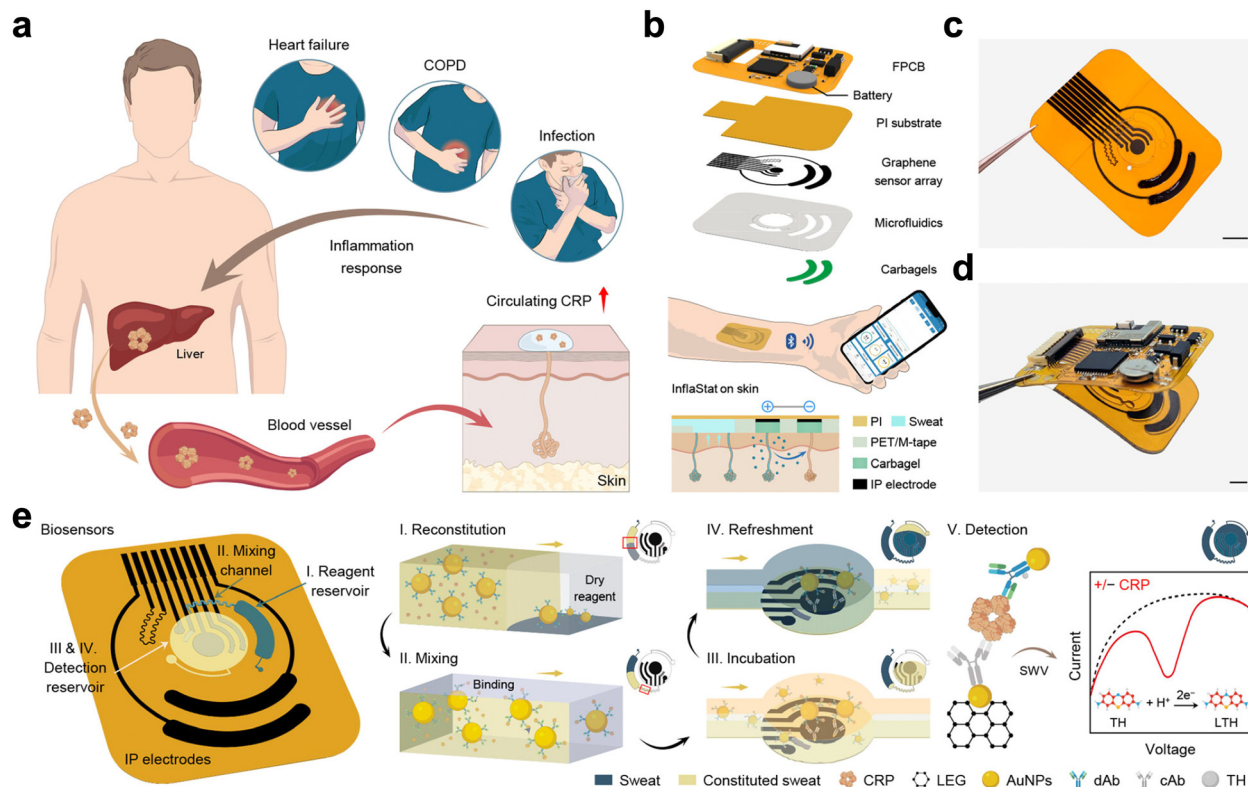 a
Heart failure
COPD
Infection
Inflammation
response
Liver
Circulating CRP
Blood vessel
Skin
b
FPCB
Battery
PI substrate
Graphene
sensor array
Microfluidics
Carbagels
InflaStat on skin
PI
Sweat
PET/M-tape
Carbagel
IP electrode
c
d
e
Biosensors
II. Mixing
channel
I. Reagent
reservoir
III & IV.
Detection
reservoir
IP electrodes
I. Reconstitution
Dry
reagent
II. Mixing
Binding
IV. Refreshment
III. Incubation
V. Detection
SWV
+/− CRP
Current
TH
+ H⁺
2e⁻
LTH
Voltage
Sweat
Constituted sweat
CRP
LEG
AuNPs
dAb
cAb
TH